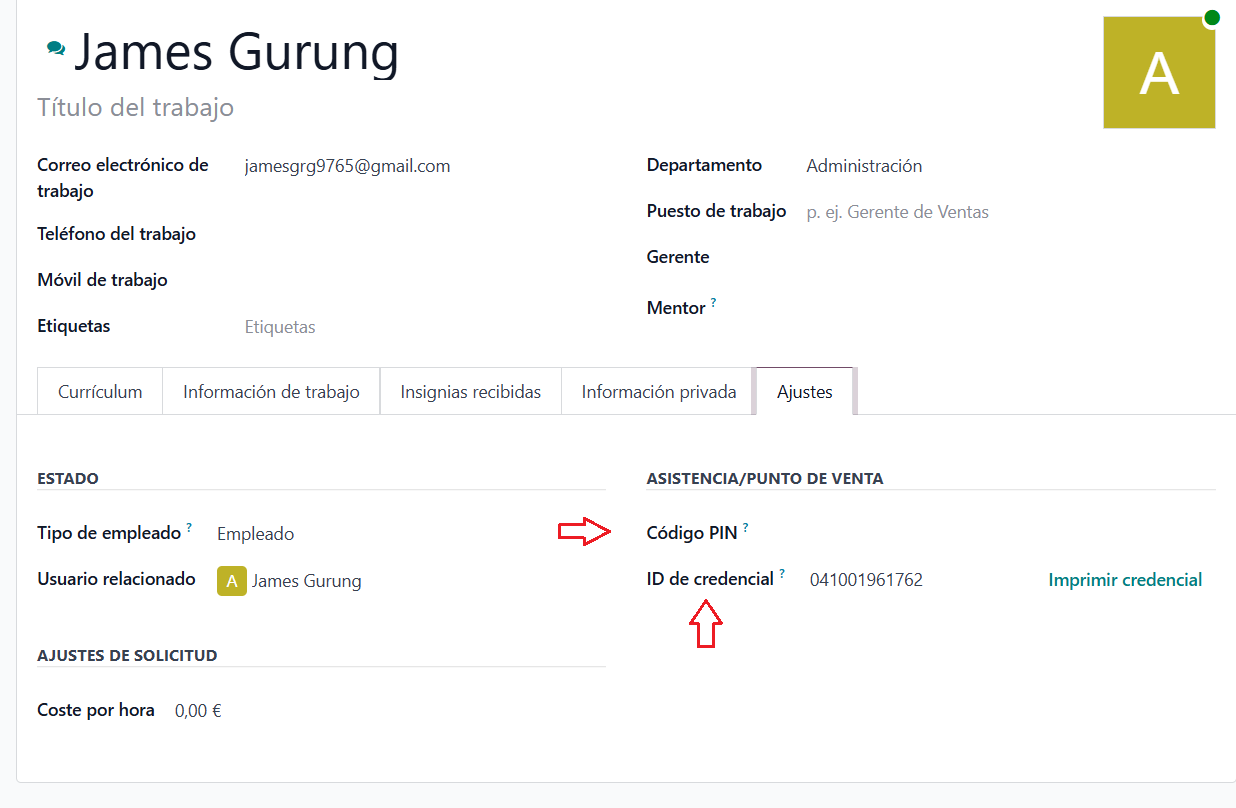 James Gurung
A
Título del trabajo
Correo electrónico de trabajo
jamesgrg9765@gmail.com
Teléfono del trabajo
Móvil de trabajo
Etiquetas
Etiquetas
Departamento
Administración
Puesto de trabajo
p. ej. Gerente de Ventas
Gerente
Mentor ?
Currículum
Información de trabajo
Insignias recibidas
Información privada
Ajustes
ESTADO
Tipo de empleado ?
Empleado
Usuario relacionado
A James Gurung
AJUSTES DE SOLICITUD
Coste por hora
0,00 €
ASISTENCIA/PUNTO DE VENTA
Código PIN ?
ID de credencial ?
041001961762
Imprimir credencial